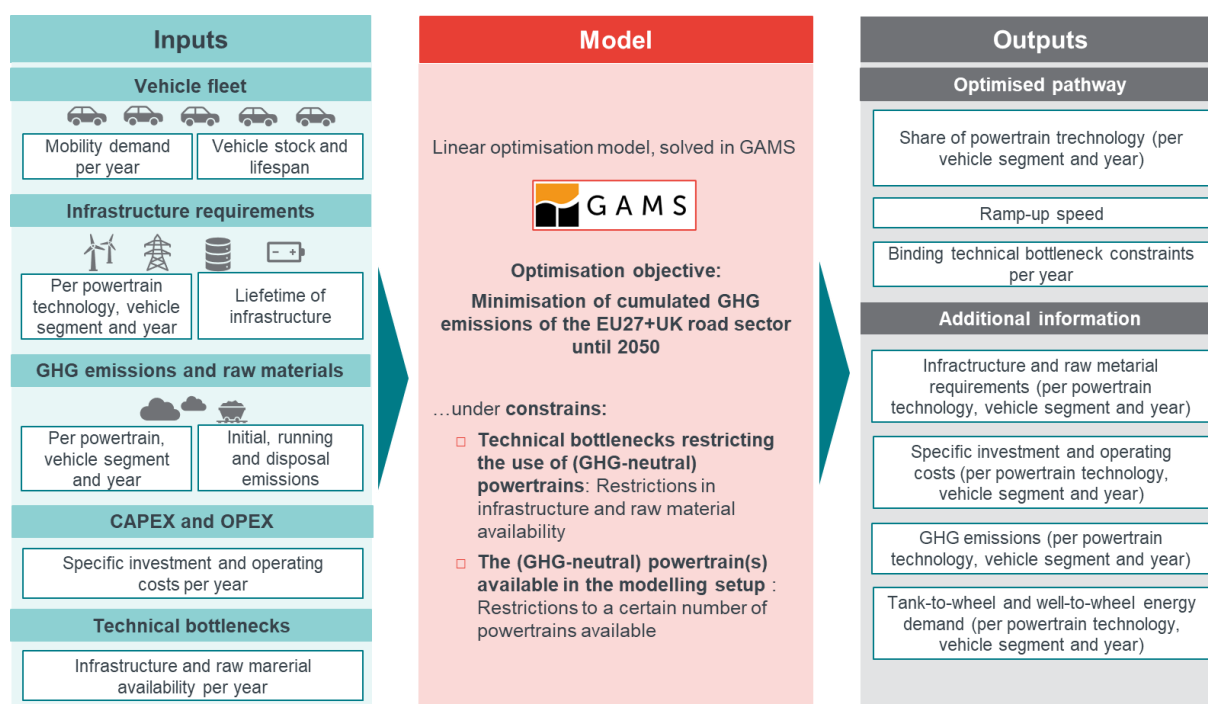 Inputs
Vehicle fleet
Mobility demand
per year
Vehicle stock and
lifespan
Infrastructure requirements
Per powertrain
technology, vehicle
segment and year
Liefetime of
infrastructure
GHG emissions and raw materials
Per powertrain,
vehicle segment
and year
Initial, running
and disposal
emissions
CAPEX and OPEX
Specific investment and operating
costs per year
Technical bottlenecks
Infrastructure and raw marerial
availability per year
Model
Linear optimisation model, solved in GAMS
GAMS
Optimisation objective:
Minimisation of cumulated GHG
emissions of the EU27+UK road sector
until 2050
…under constrains:
Technical bottlenecks restricting
the use of (GHG-neutral)
powertrains: Restrictions in
infrastructure and raw material
availability
The (GHG-neutral) powertrain(s)
available in the modelling setup :
Restrictions to a certain number of
powertrains available
Outputs
Optimised pathway
Share of powertrain trechnology (per
vehicle segment and year)
Ramp-up speed
Binding technical bottleneck constraints
per year
Additional information
Infractructure and raw metarial
requirements (per powertrain
technology, vehicle segment and year)
Specific investment and operating
costs (per powertrain technology,
vehicle segment and year)
GHG emissions (per powertrain
technology, vehicle segment and year)
Tank-to-wheel and well-to-wheel energy
demand (per powertrain technology,
vehicle segment and year)